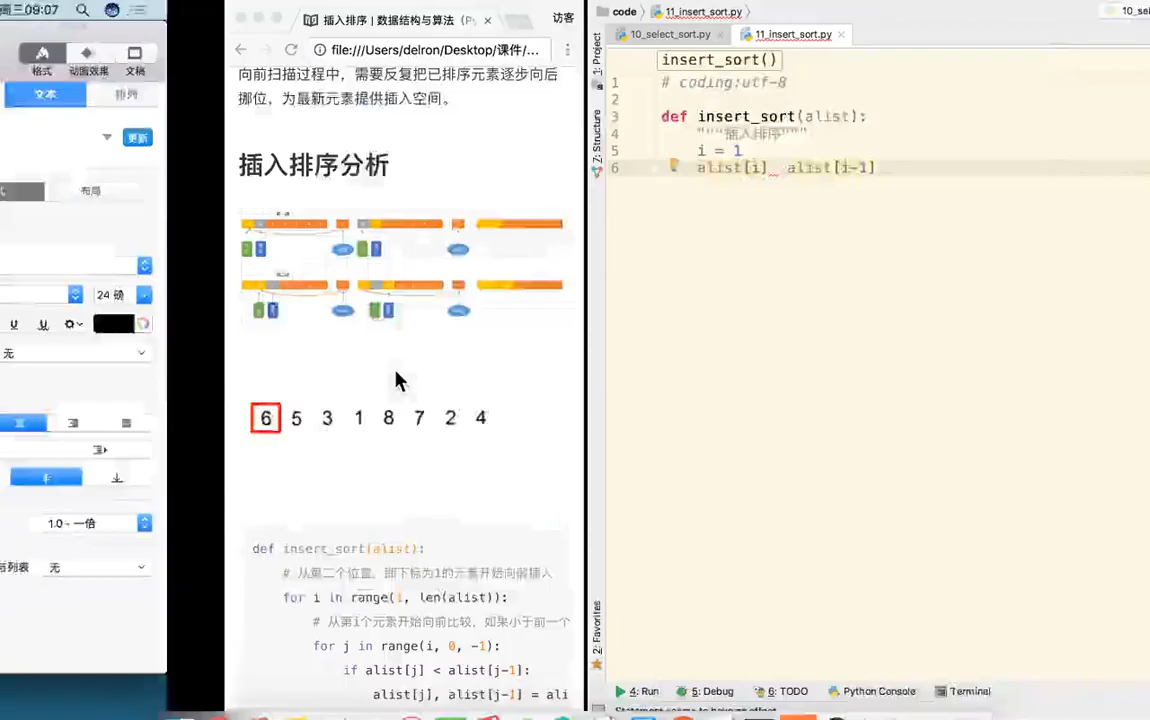 周三09:07
格式 动画效果 文稿
文本 排列
更新
布局
24 磅
无
1.0 - 一倍
无
插入排序 | 数据结构与算法 (Py
访客
file:///Users/delron/Desktop/课件/...
向前扫描过程中，需要反复把已排序元素逐步向后
挪位，为最新元素提供插入空间。
插入排序分析
6 5 3 1 8 7 2 4
def insert_sort(alist):
# 从第二个位置，即下标为1的元素开始向前插入
for i in range(1, len(alist)):
# 从第i个元素开始向前比较，如果小于前一个
for j in range(i, 0, -1):
if alist[j] < alist[j-1]:
alist[j], alist[j-1] = ali
code 11_insert_sort.py
10_sel
10_select_sort.py 11_insert_sort.py
1: Project
Z: Structure
2: Favorites
insert_sort()
1 # coding:utf-8
2
3 def insert_sort(alist):
4 """插入排序"""
5 i = 1
6 alist[i] alist[i-1]
4: Run 5: Debug 6: TODO Python Console Terminal
Statement seems to have no effect